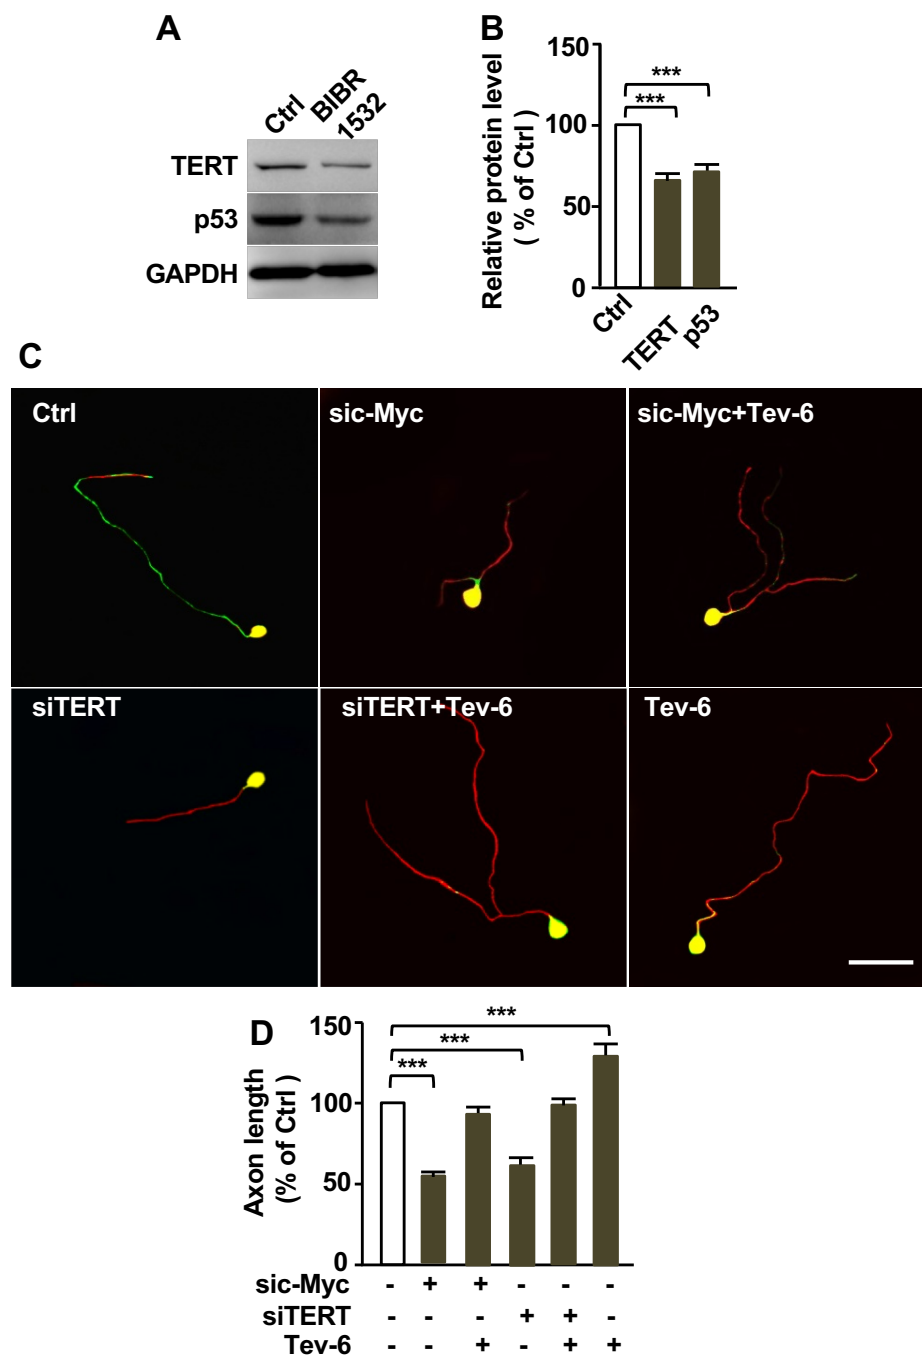 A
Ctrl
BIBR
1532
TERT
p53
GAPDH
B
Relative protein level
( % of Ctrl )
150
100
50
0
***
***
Ctrl
TERT
p53
C
Ctrl
sic-Myc
sic-Myc+Tev-6
siTERT
siTERT+Tev-6
Tev-6
D
Axon length
(% of Ctrl )
150
100
50
0
***
***
***
sic-Myc - + + - - -
siTERT - - - + + -
Tev-6 - - + - + +